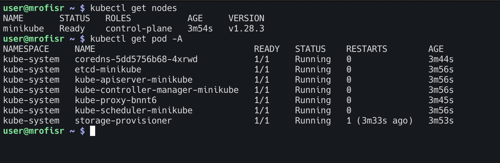 user@mrofisr ~ $ kubectl get nodes
NAME       STATUS   ROLES           AGE     VERSION
minikube   Ready    control-plane   3m54s   v1.28.3
user@mrofisr ~ $ kubectl get pod -A
NAMESPACE     NAME                               READY   STATUS    RESTARTS        AGE
kube-system   coredns-5dd5756b68-4xrwd           1/1     Running   0               3m44s
kube-system   etcd-minikube                      1/1     Running   0               3m56s
kube-system   kube-apiserver-minikube            1/1     Running   0               3m56s
kube-system   kube-controller-manager-minikube   1/1     Running   0               3m56s
kube-system   kube-proxy-bnnt6                   1/1     Running   0               3m45s
kube-system   kube-scheduler-minikube            1/1     Running   0               3m56s
kube-system   storage-provisioner                1/1     Running   1 (3m33s ago)   3m53s
user@mrofisr ~ $